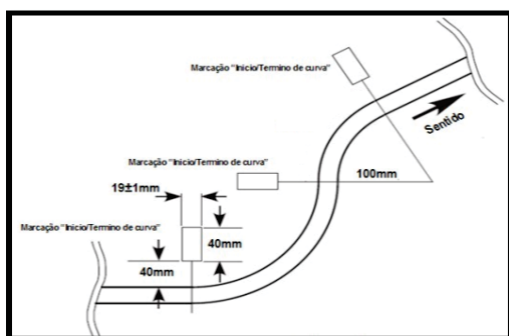 Marcação "Inicio/Termino de curva"
Sentido
Marcação "Inicio/Termino de curva"
100mm
19±1mm
Marcação "Inicio/Termino de curva"
40mm
40mm